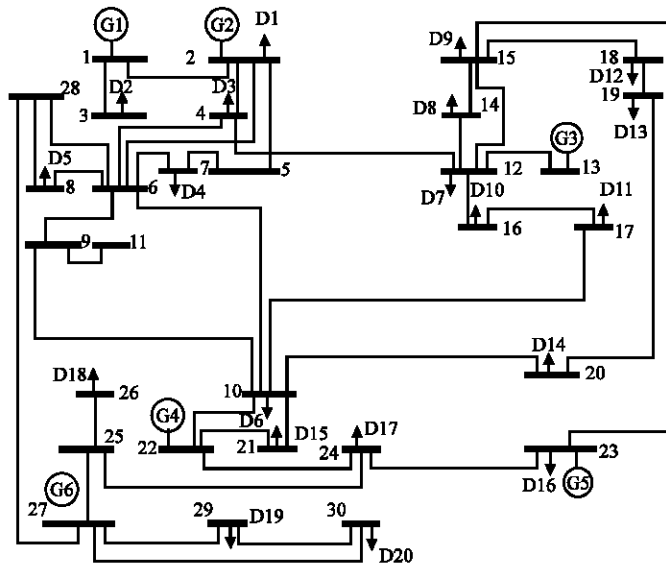 G1 G2 D1
1 2 D9 15 18
28 D2 D3 D12
3 4 D8 14 19
D13
D5 G3
8 6 7 5 12 13
D4 D7 D10 D11
16 17
9 11
D14
D18 10 20
26 G4 D6 D15 D17
25 22 21 24 23
G6 D16 G5
27 29 D19 30
D20